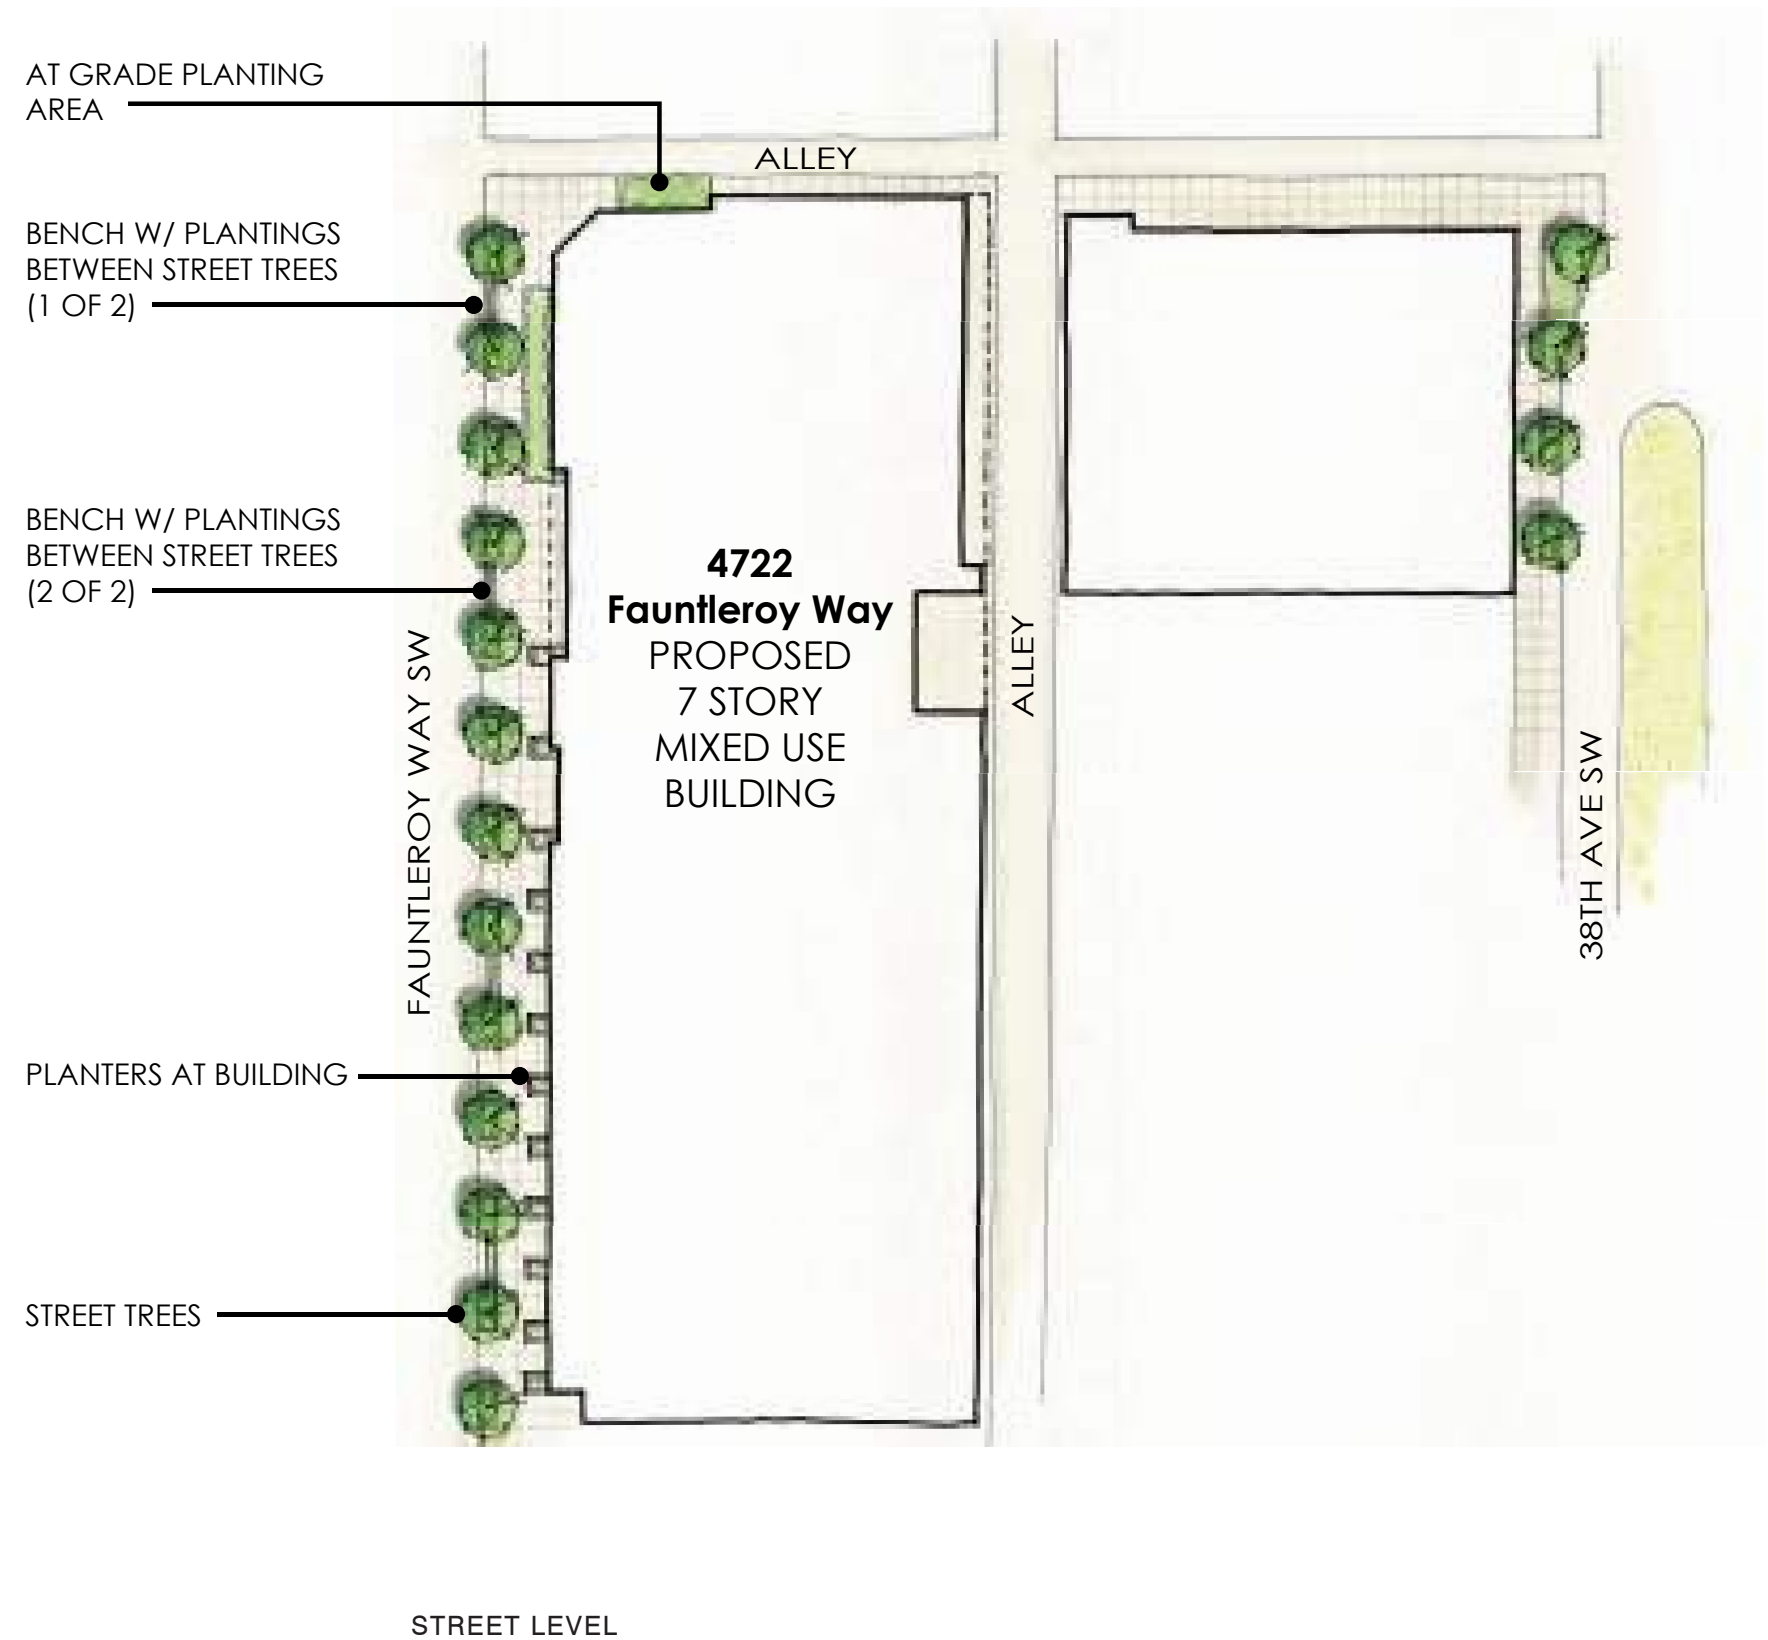 AT GRADE PLANTING
AREA
ALLEY
BENCH W/ PLANTINGS
BETWEEN STREET TREES
(1 OF 2)
BENCH W/ PLANTINGS
BETWEEN STREET TREES
(2 OF 2)
4722
Fauntleroy Way
PROPOSED
7 STORY
MIXED USE
BUILDING
ALLEY
FAUNTLEROY WAY SW
38TH AVE SW
PLANTERS AT BUILDING
STREET TREES
STREET LEVEL